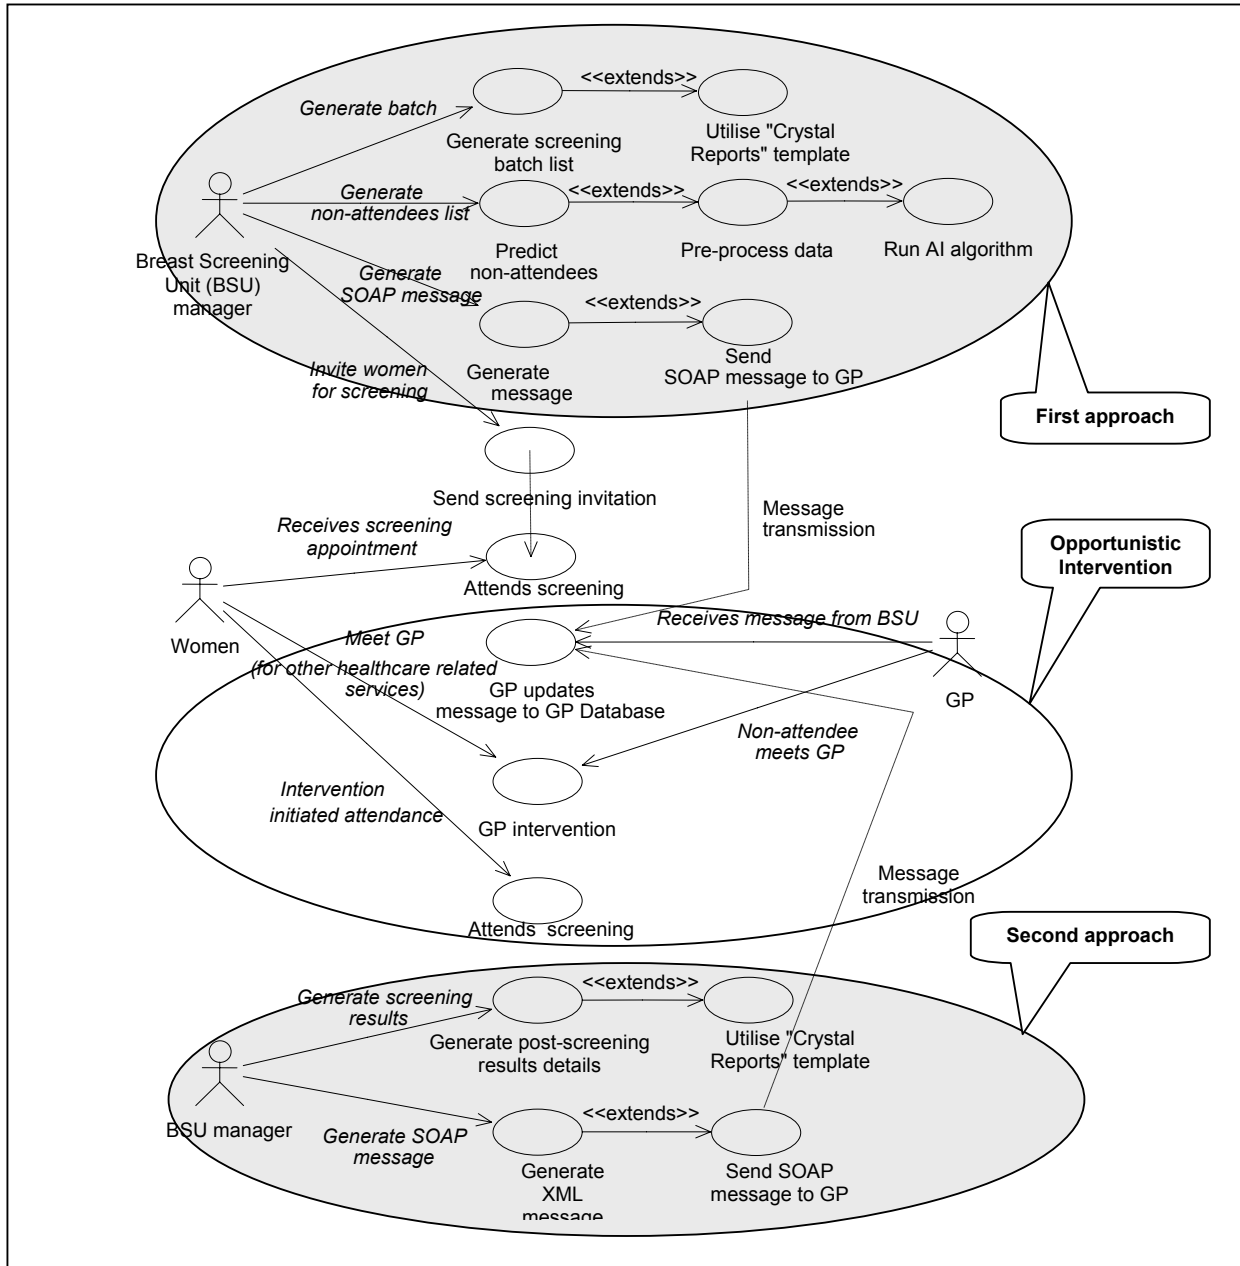 <<extends>>
Generate batch
Generate screening
batch list
Utilise "Crystal
Reports" template
Generate
non-attendees list
<<extends>>
<<extends>>
Breast Screening
Unit (BSU)
manager
Predict
non-attendees
Pre-process data
Run AI algorithm
Generate
SOAP message
<<extends>>
Invite women
for screening
Generate
message
Send
SOAP message to GP
First approach
Send screening invitation
Message
transmission
Receives screening
appointment
Attends screening
Opportunistic
Intervention
Women
Meet GP
(for other healthcare related
services)
Receives message from BSU
GP updates
message to GP Database
GP
Non-attendee
meets GP
Intervention
initiated attendance
GP intervention
Message
transmission
Attends screening
Second approach
Generate screening
results
<<extends>>
Generate post-screening
results details
Utilise "Crystal
Reports" template
BSU manager
Generate SOAP
message
<<extends>>
Generate
XML
message
Send SOAP
message to GP